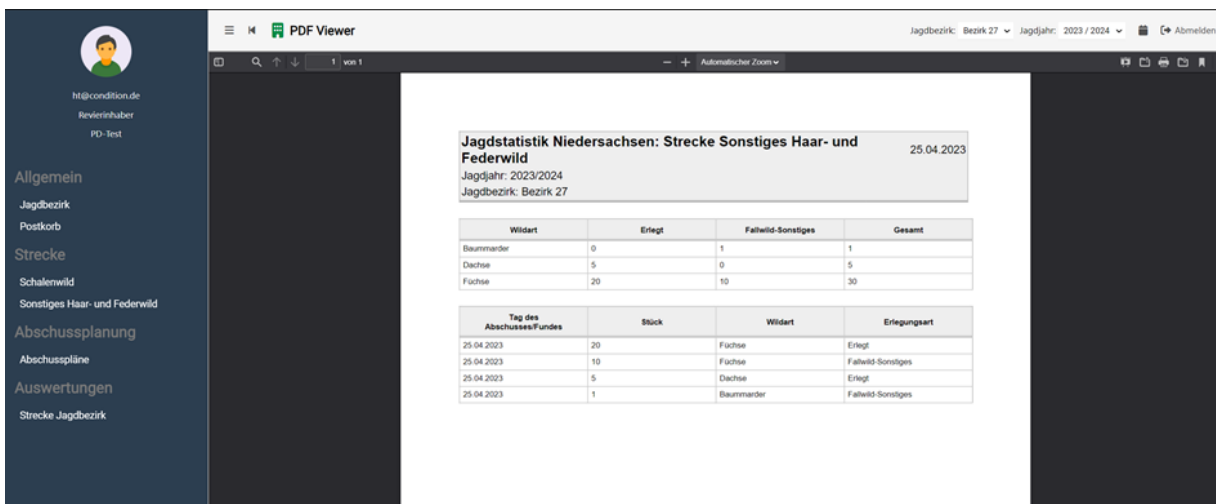 PDF Viewer
Jagdbezirk: Bezirk 27 Jagdjahr: 2023 / 2024 Abmelden
1 von 1
Automatischer Zoom
ht@condition.de
Revierinhaber
PD-Test
Allgemein
Jagdbezirk
Postkorb
Strecke
Schalenwild
Sonstiges Haar- und Federwild
Abschussplanung
Abschusspläne
Auswertungen
Strecke Jagdbezirk
Jagdstatistik Niedersachsen: Strecke Sonstiges Haar- und
Federwild
25.04.2023
Jagdjahr: 2023/2024
Jagdbezirk: Bezirk 27
Wildart Erlegt Fallwild-Sonstiges Gesamt
Baummarder 0 1 1
Dachse 5 0 5
Füchse 20 10 30
Tag des
Abschusses/Fundes Stück Wildart Erlegungsart
25.04.2023 20 Füchse Erlegt
25.04.2023 10 Füchse Fallwild-Sonstiges
25.04.2023 5 Dachse Erlegt
25.04.2023 1 Baummarder Fallwild-Sonstiges